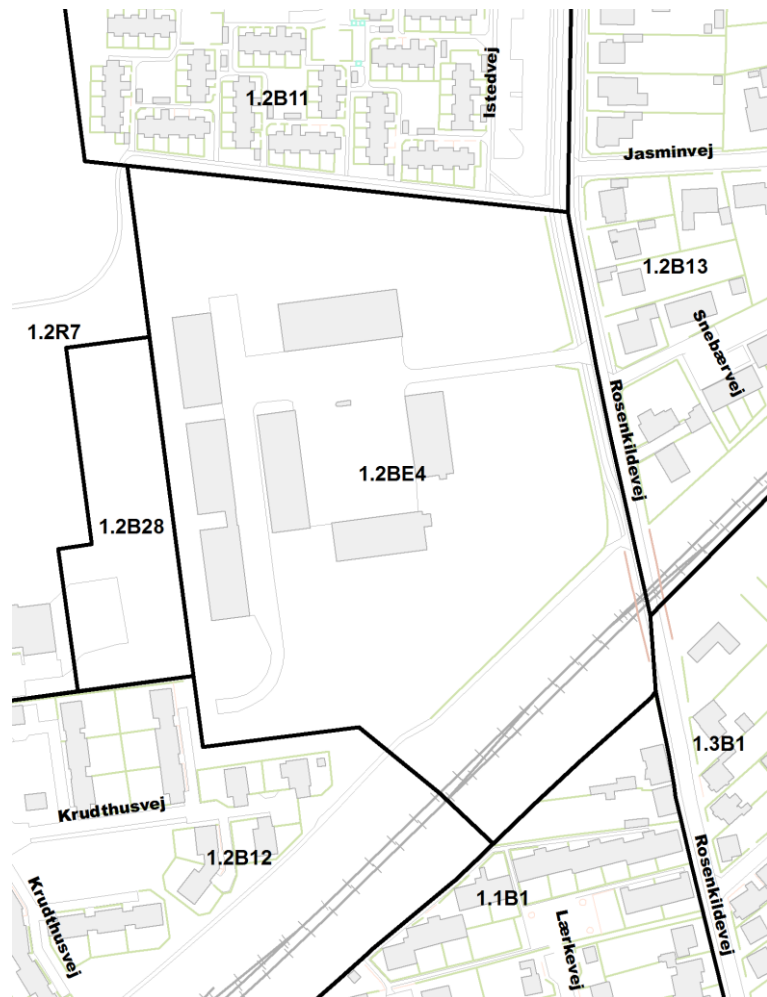 Istedvej
1.2B11
Jasminvej
1.2B13
1.2R7
Snebærvej
Rosenkildevej
1.2BE4
1.2B28
1.3B1
Krudthusvej
1.2B12
Rosenkildevej
1.1B1
Krudthusvej
Lærkevej